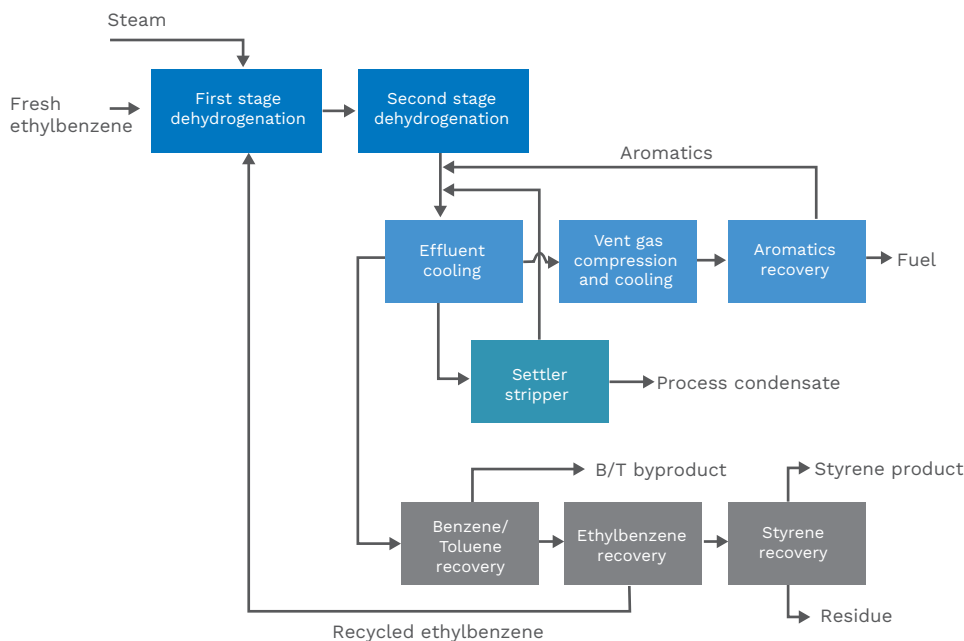 Steam
Fresh
ethylbenzene
First stage
dehydrogenation
Second stage
dehydrogenation
Aromatics
Effluent
cooling
Vent gas
compression
and cooling
Aromatics
recovery
Fuel
Settler
stripper
Process condensate
B/T byproduct
Styrene product
Benzene/
Toluene
recovery
Ethylbenzene
recovery
Styrene
recovery
Residue
Recycled ethylbenzene